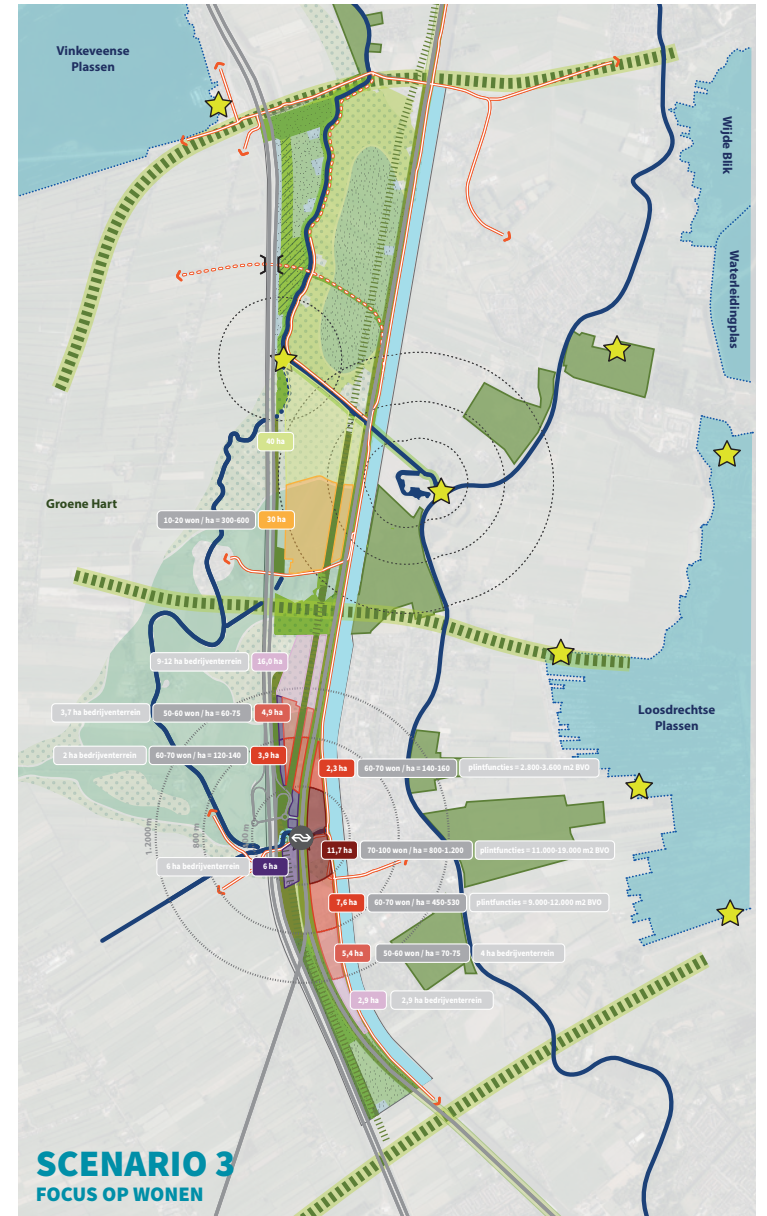 Vinkeveense
Plassen
Wijde Blik
Waterleidingplas
40 ha
Groene Hart
10-20 won / ha = 300-600
30 ha
9-12 ha bedrijventerrein
16,0 ha
3,7 ha bedrijventerrein
50-60 won / ha = 60-75
4,9 ha
Loosdrechtse
Plassen
2 ha bedrijventerrein
60-70 won / ha = 120-140
3,9 ha
2,3 ha
60-70 won / ha = 140-160
plintfuncties = 2.800-3.600 m2 BVO
1.2000 m
800 m
11,7 ha
70-100 won / ha = 800-1.200
plintfuncties = 11.000-19.000 m2 BVO
6 ha bedrijventerrein
6 ha
7,6 ha
60-70 won / ha = 450-530
plintfuncties = 9.000-12.000 m2 BVO
5,4 ha
50-60 won / ha = 70-75
4 ha bedrijventerrein
2,9 ha
2,9 ha bedrijventerrein
SCENARIO 3
FOCUS OP WONEN